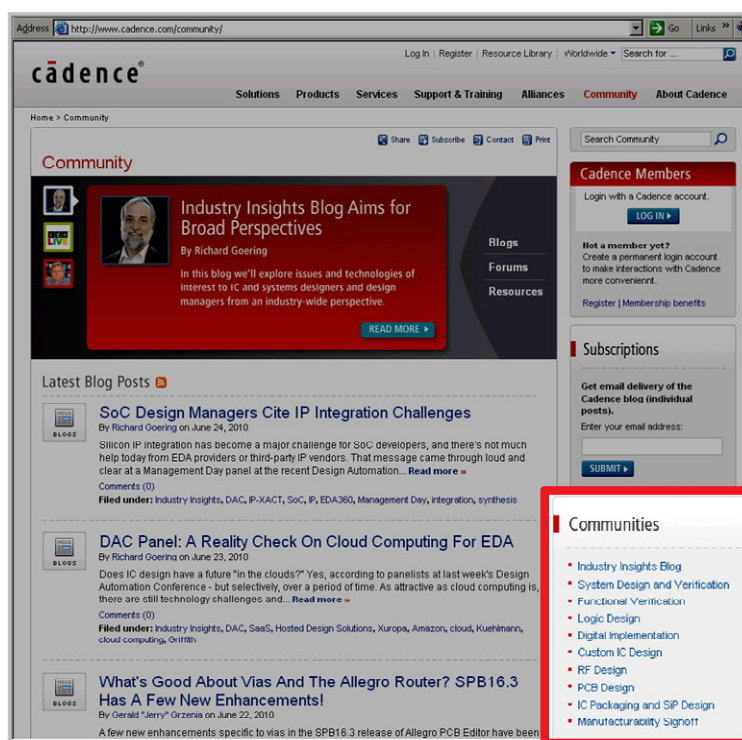 Address http://www.cadence.com/community/ Go Links »
Log In | Register | Resource Library | Worldwide Search for ...
cādence®
Solutions Products Services Support & Training Alliances Community About Cadence
Home > Community
Share Subscribe Contact Print
Community
Industry Insights Blog Aims for
Broad Perspectives
By Richard Goering
In this blog we'll explore issues and technologies of
interest to IC and systems designers and design
managers from an industry-wide perspective.
READ MORE
Blogs
Forums
Resources
LIVE
Search Community
Cadence Members
Login with a Cadence account.
LOG IN
Not a member yet?
Create a permanent login account
to make interactions with Cadence
more conveniennt.
Register | Membership benefits
Subscriptions
Get email delivery of the
Cadence blog (individual
posts).
Enter your email address:
SUBMIT
Latest Blog Posts
BLOGS
SoC Design Managers Cite IP Integration Challenges
By Richard Goering on June 24, 2010
Silicon IP integration has become a major challenge for SoC developers, and there's not much
help today from EDA providers or third-party IP vendors. That message came through loud and
clear at a Management Day panel at the recent Design Automation... Read more »
Comments (0)
Filed under: Industry Insights, DAC, IP-XACT, SoC, IP, EDA360, Management Day, integration, synthesis
BLOGS
DAC Panel: A Reality Check On Cloud Computing For EDA
By Richard Goering on June 23, 2010
Does IC design have a future "in the clouds?" Yes, according to panelists at last week's Design
Automation Conference - but selectively, over a period of time. As attractive as cloud computing is,
there are still technology challenges and... Read more »
Comments (0)
Filed under: Industry Insights, DAC, SaaS, Hosted Design Solutions, Xuropa, Amazon, cloud, Kuehlmann,
cloud computing, Griffith
BLOGS
What's Good About Vias And The Allegro Router? SPB16.3
Has A Few New Enhancements!
By Gerald "Jerry" Grzenia on June 22, 2010
A few new enhancements specific to vias in the SPB16.3 release of Allegro PCB Editor have been
Communities
Industry Insights Blog
System Design and Verification
Functional Verification
Logic Design
Digital Implementation
Custom IC Design
RF Design
PCB Design
IC Packaging and SiP Design
Manufacturability Signoff